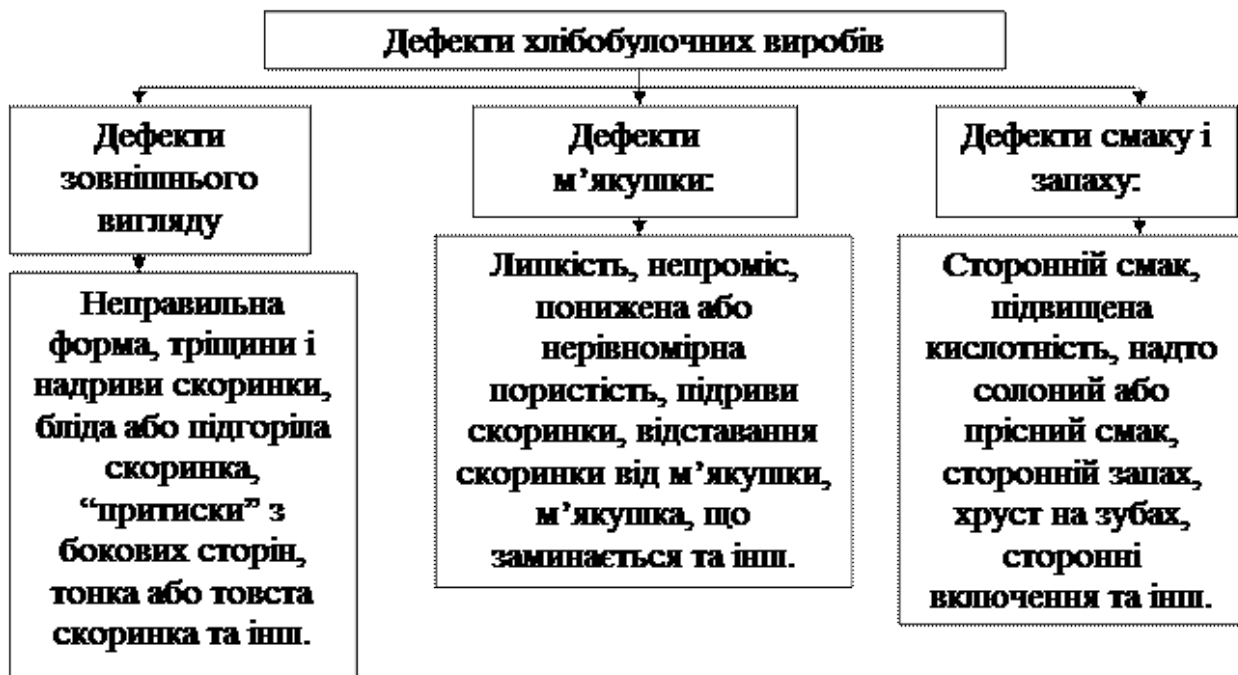 Дефекти хлібобулочних виробів
Дефекти
зовнішнього
вигляду
Дефекти
м’якушки:
Дефекти смаку і
запаху:
Неправильна
форма, тріщини і
надриви скоринки,
бліда або підгоріла
скоринка,
“притиски” з
бокових сторін,
тонка або товста
скоринка та інш.
Липкість, непроміс,
понижена або
нерівномірна
пористість, підриви
скоринки, відставання
скоринки від м’якушки,
м’якушка, що
заминається та інш.
Сторонній смак,
підвищена
кислотність, надто
солоний або
прісний смак,
сторонній запах,
хруст на зубах,
сторонні
включення та інш.